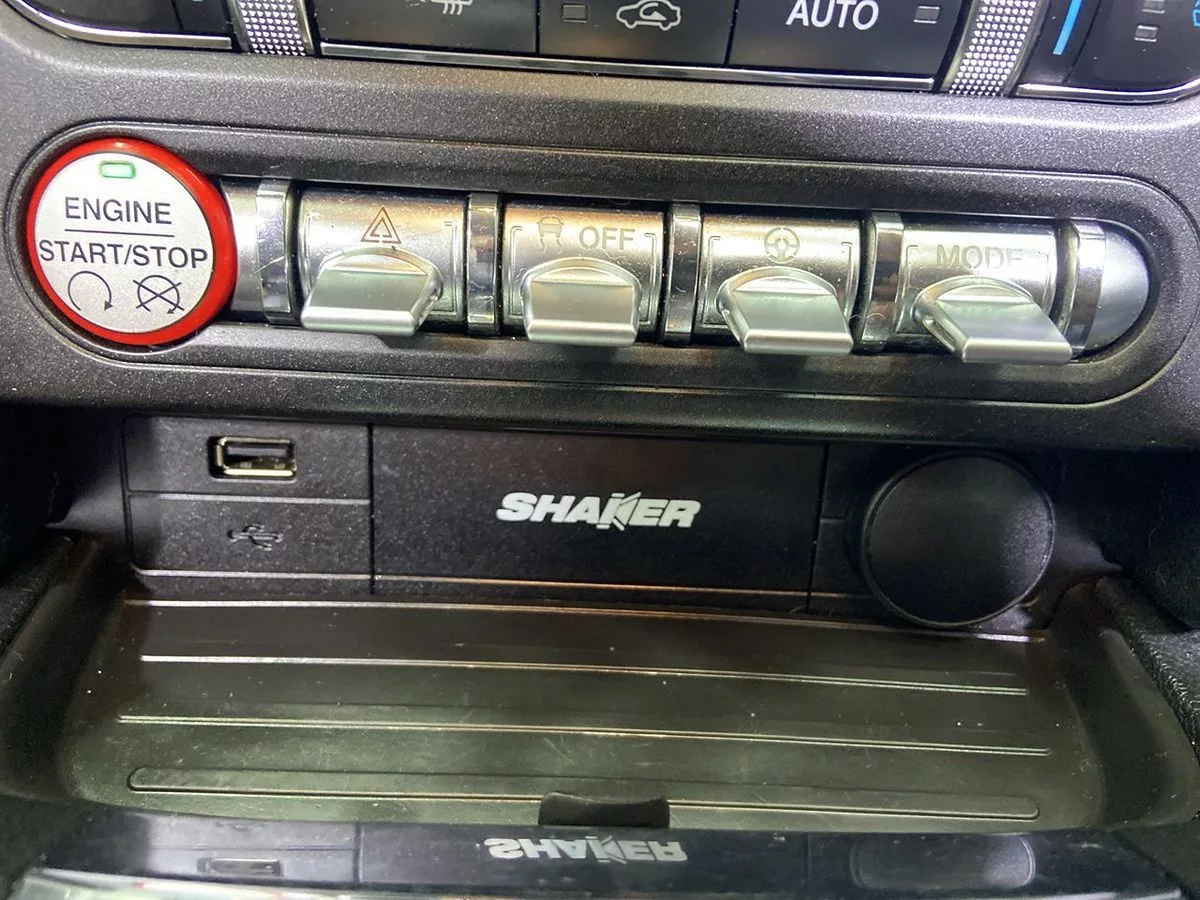 AUTO
ENGINE
START/STOP
OFF
MODE
SHAKER
SHAKER